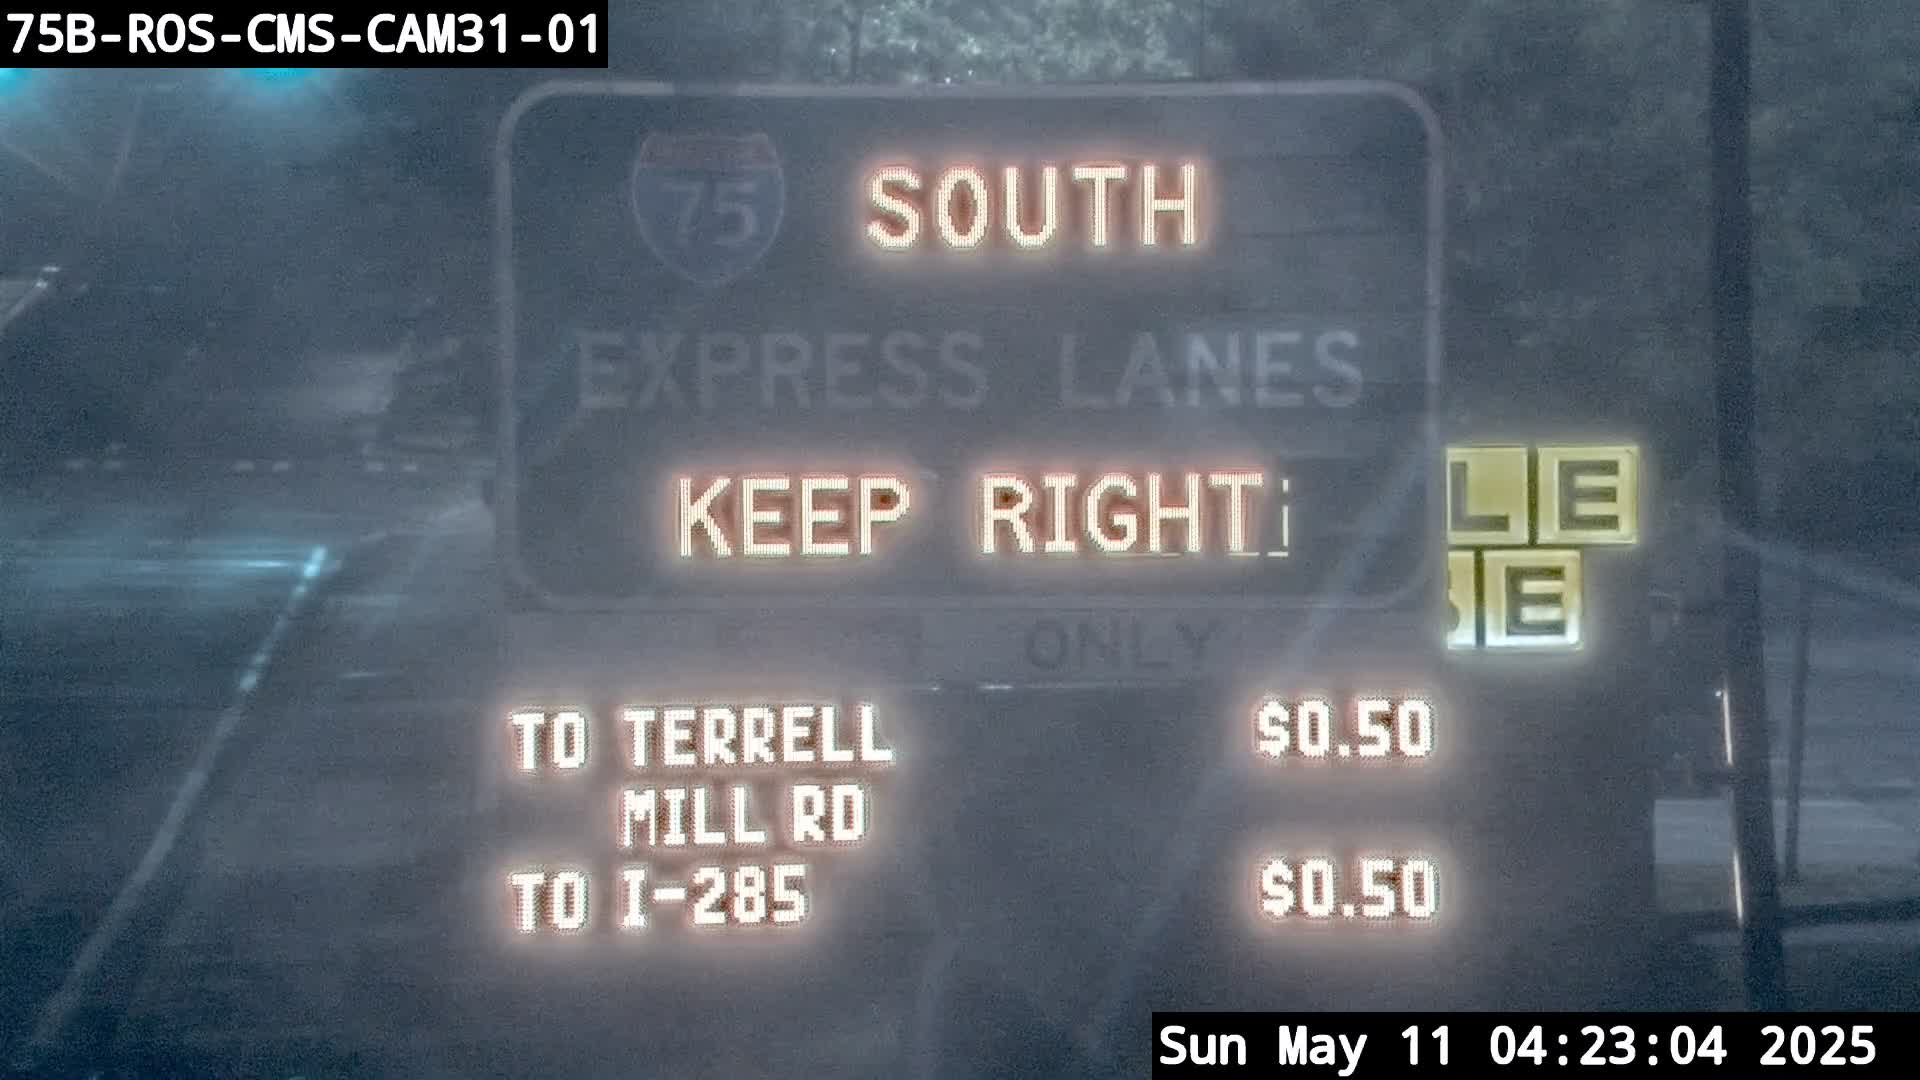 75B-ROS-CMS-CAM31-01
75 SOUTH
EXPRESS LANES
KEEP RIGHT
LE
E
ONLY
TO TERRELL $0.50
MILL RD
TO I-285 $0.50
Sun May 11 04:23:04 2025